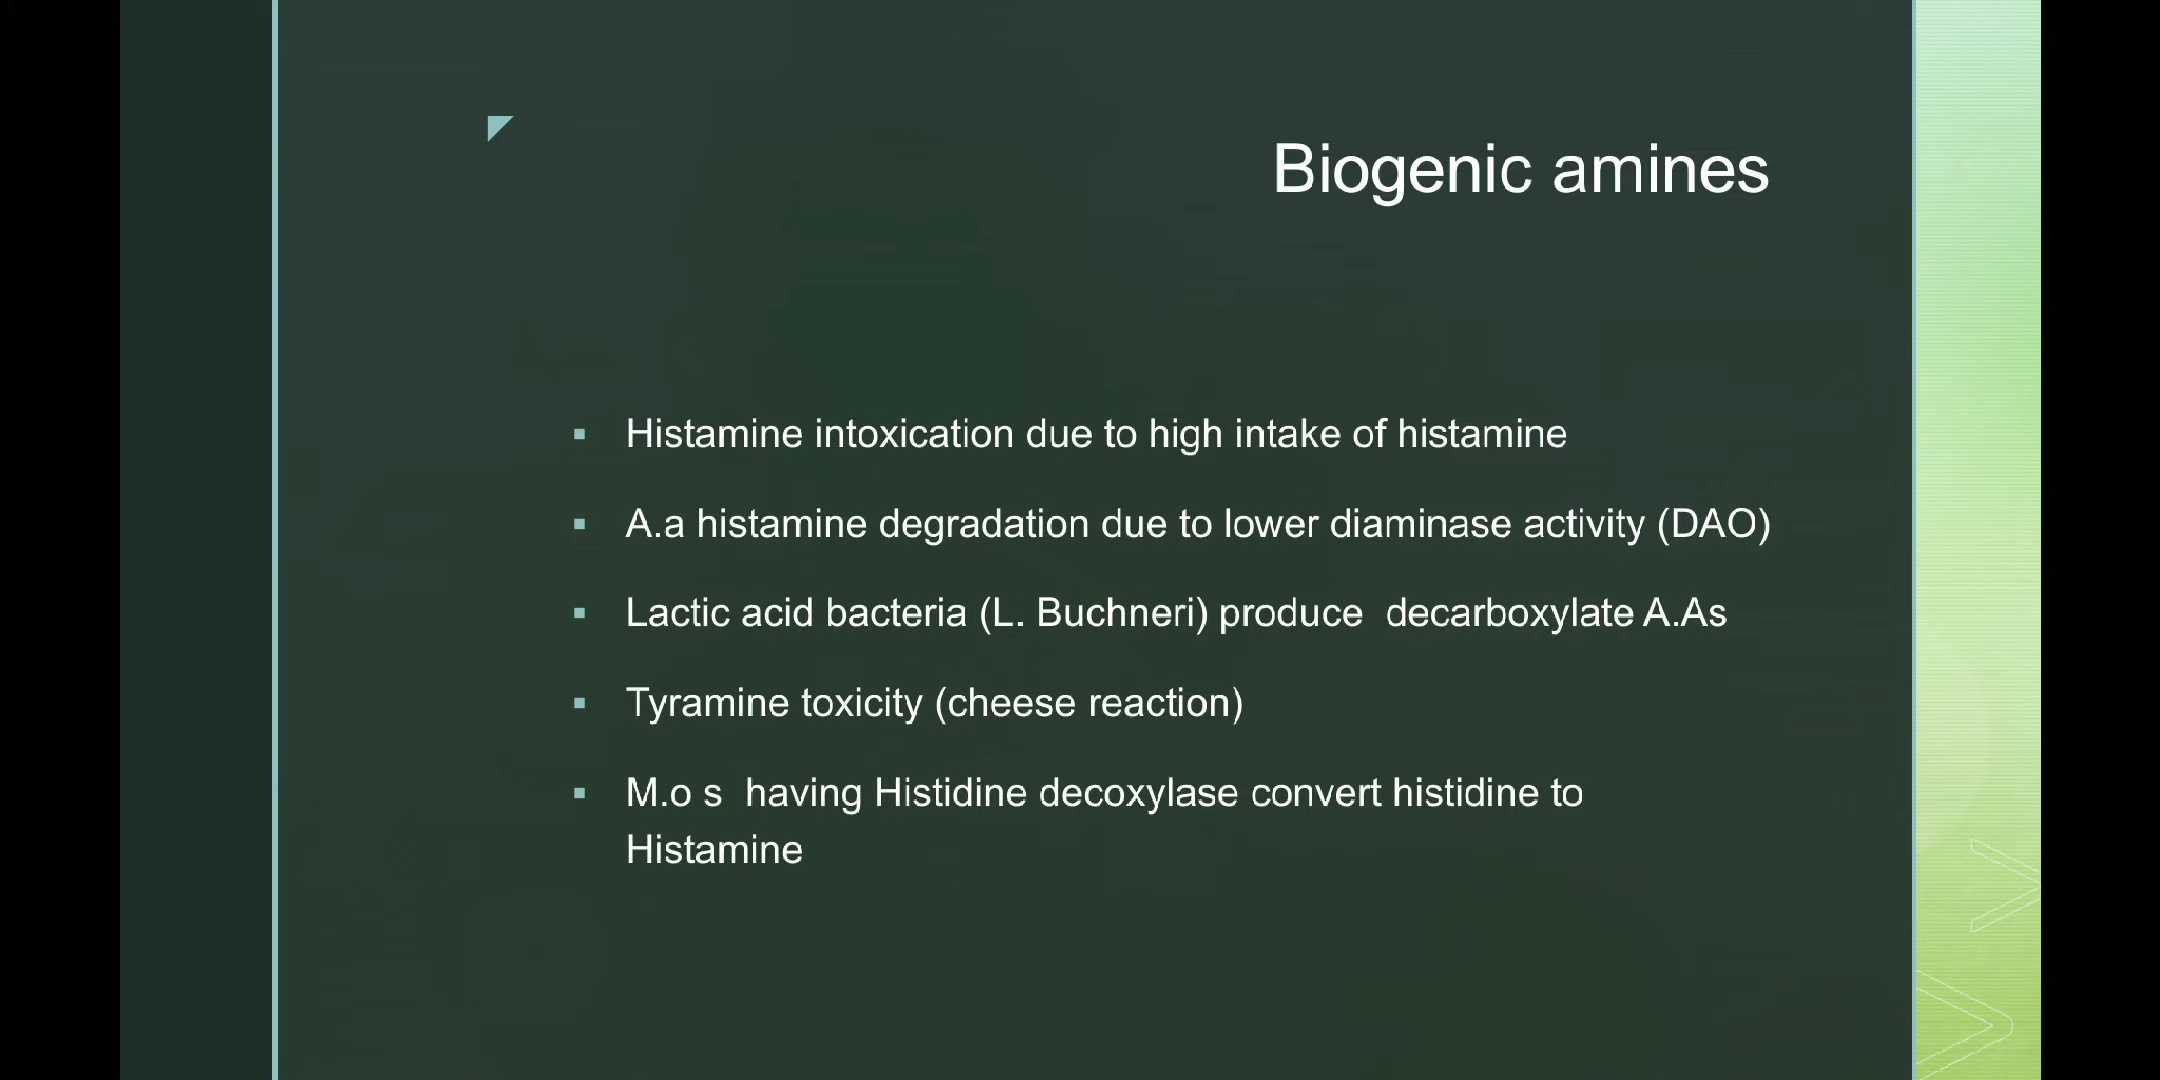 Biogenic amines
Histamine intoxication due to high intake of histamine
A.a histamine degradation due to lower diaminase activity (DAO)
Lactic acid bacteria (L. Buchneri) produce  decarboxylate A.As
Tyramine toxicity (cheese reaction)
M.o s  having Histidine decoxylase convert histidine to
Histamine